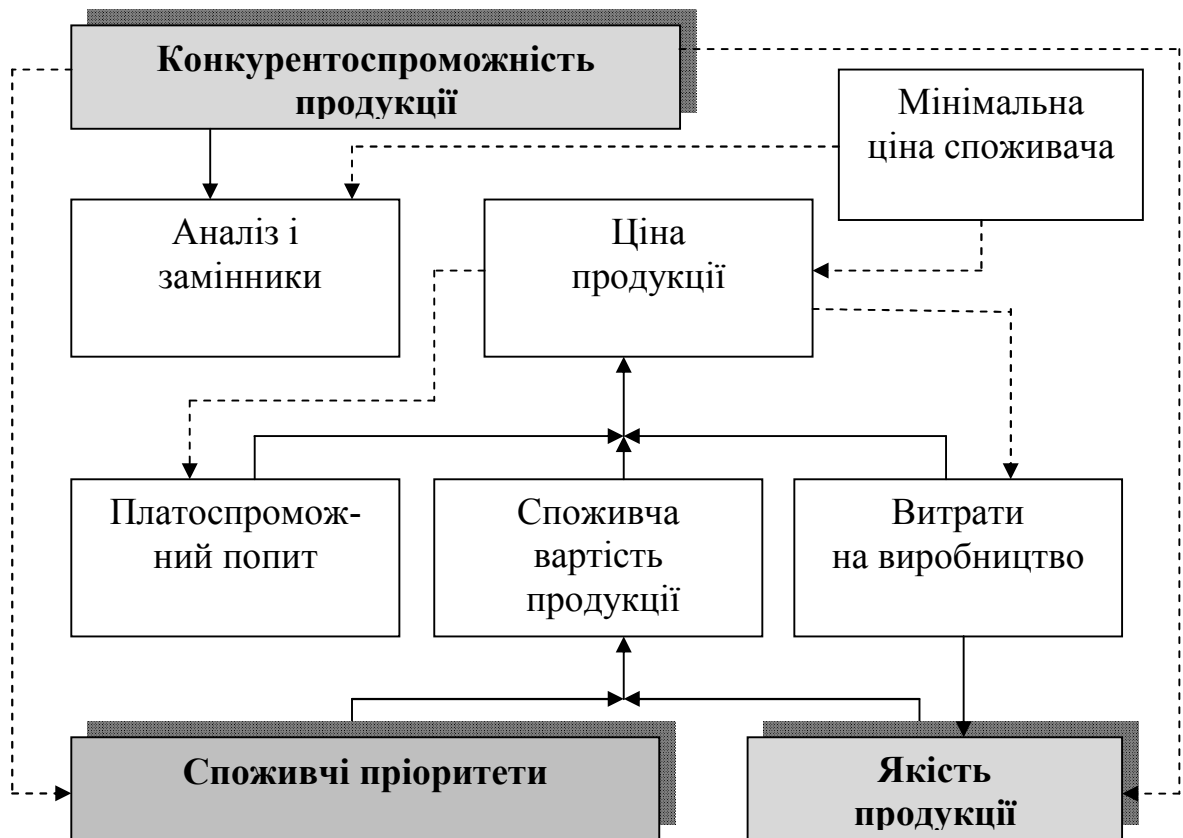 Конкурентоспроможність
продукції
Мінімальна
ціна споживача
Аналіз і
замінники
Ціна
продукції
Платоспромож-
ний попит
Споживча
вартість
продукції
Витрати
на виробництво
Споживчі пріоритети
Якість
продукції